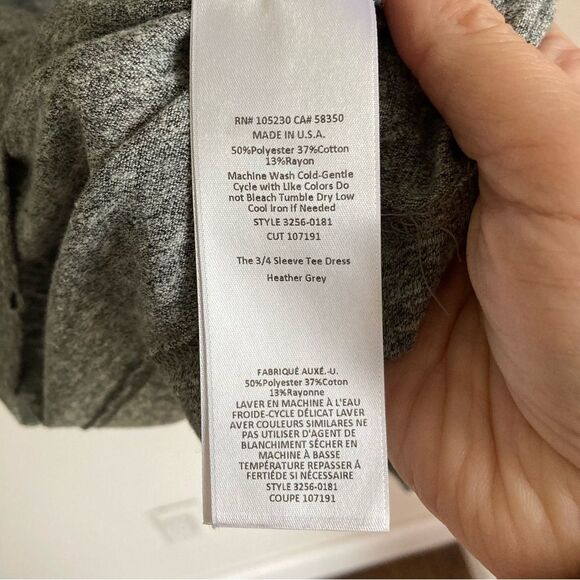 RN# 105230 CA# 58350
MADE IN U.S.A.
50%Polyester 37%Cotton
13%Rayon
Machine Wash Cold-Gentle
Cycle with Like Colors Do
not Bleach Tumble Dry Low
Cool Iron If Needed
STYLE 3256-0181
CUT 107191
The 3/4 Sleeve Tee Dress
Heather Grey
FABRIQUÉ AUXÉ.-U.
50%Polyester 37%Coton
13%Rayonne
LAVER EN MACHINE À L'EAU
FROIDE-CYCLE DÉLICAT LAVER
AVER COULEURS SIMILAIRES NE
PAS UTILISER D'AGENT DE
BLANCHIMENT SÉCHER EN
MACHINE À BASSE
TEMPÉRATURE REPASSER Á
FERTIÉDE SI NÉCESSAIRE
STYLE 3256-0181
COUPE 107191